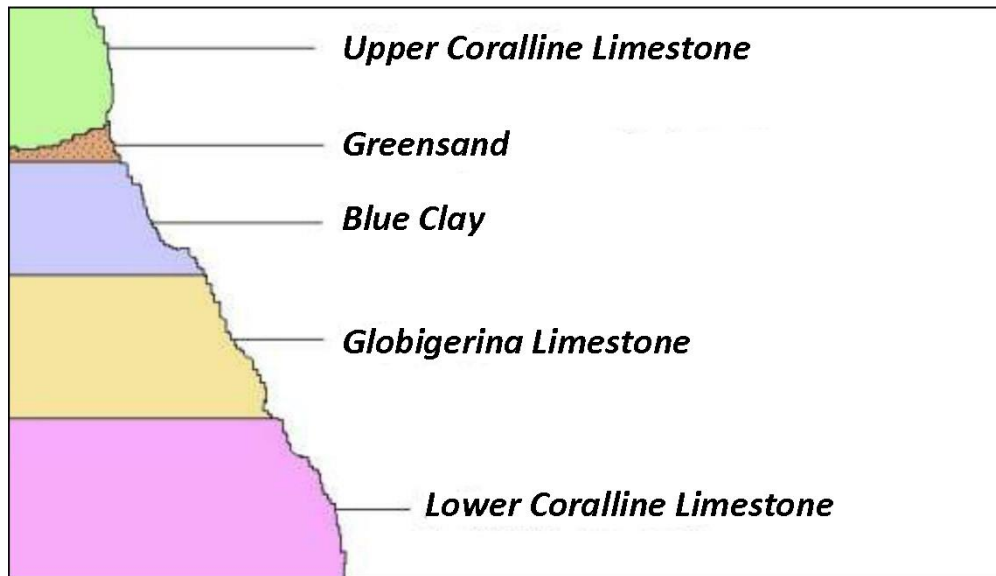 Upper Coralline Limestone
Greensand
Blue Clay
Globigerina Limestone
Lower Coralline Limestone